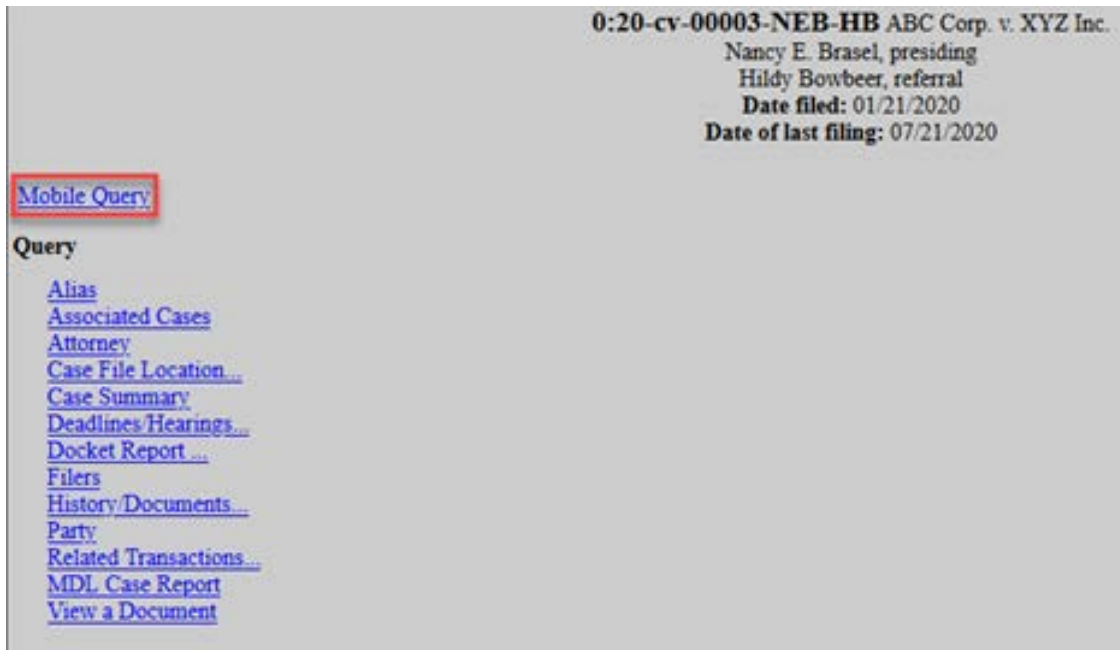 0:20-cv-00003-NEB-HB ABC Corp. v. XYZ Inc.
Nancy E. Brasel, presiding
Hildy Bowbeer, referral
Date filed: 01/21/2020
Date of last filing: 07/21/2020
Mobile Query
Query
Alias
Associated Cases
Attorney
Case File Location...
Case Summary
Deadlines/Hearings...
Docket Report ...
Filers
History/Documents...
Party
Related Transactions...
MDL Case Report
View a Document